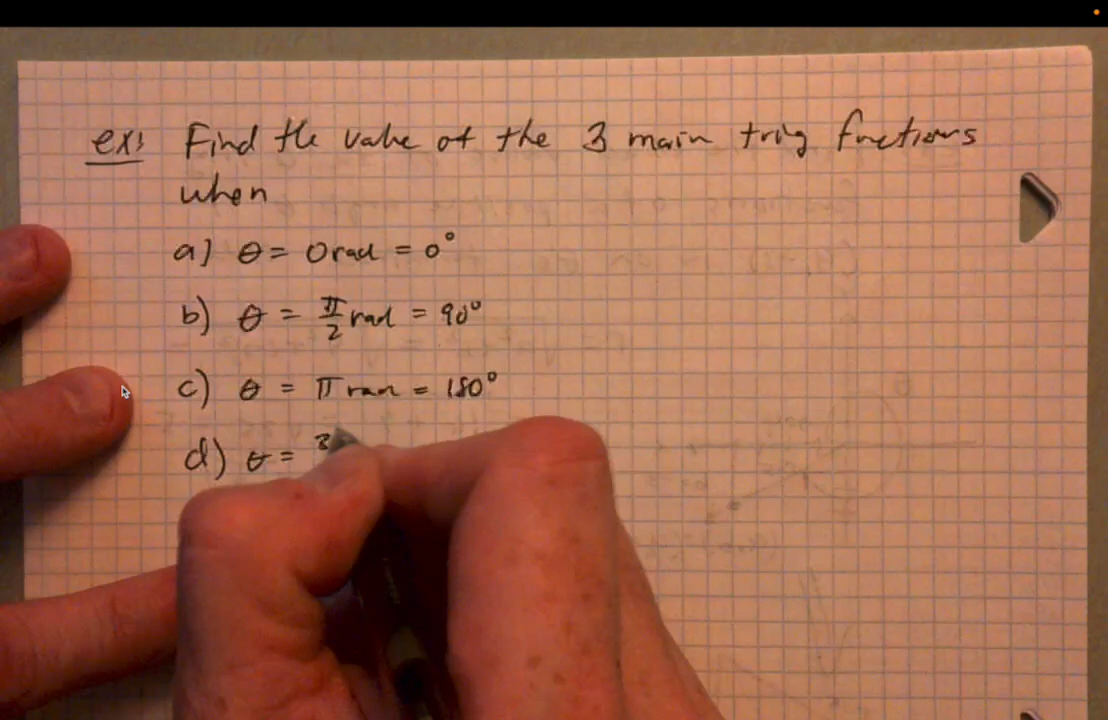 ex: Find the value of the 3 main trig functions
when
a) θ = 0 rad = 0°
b) θ = π/2 rad = 90°
c) θ = π rad = 180°
d) θ = 3